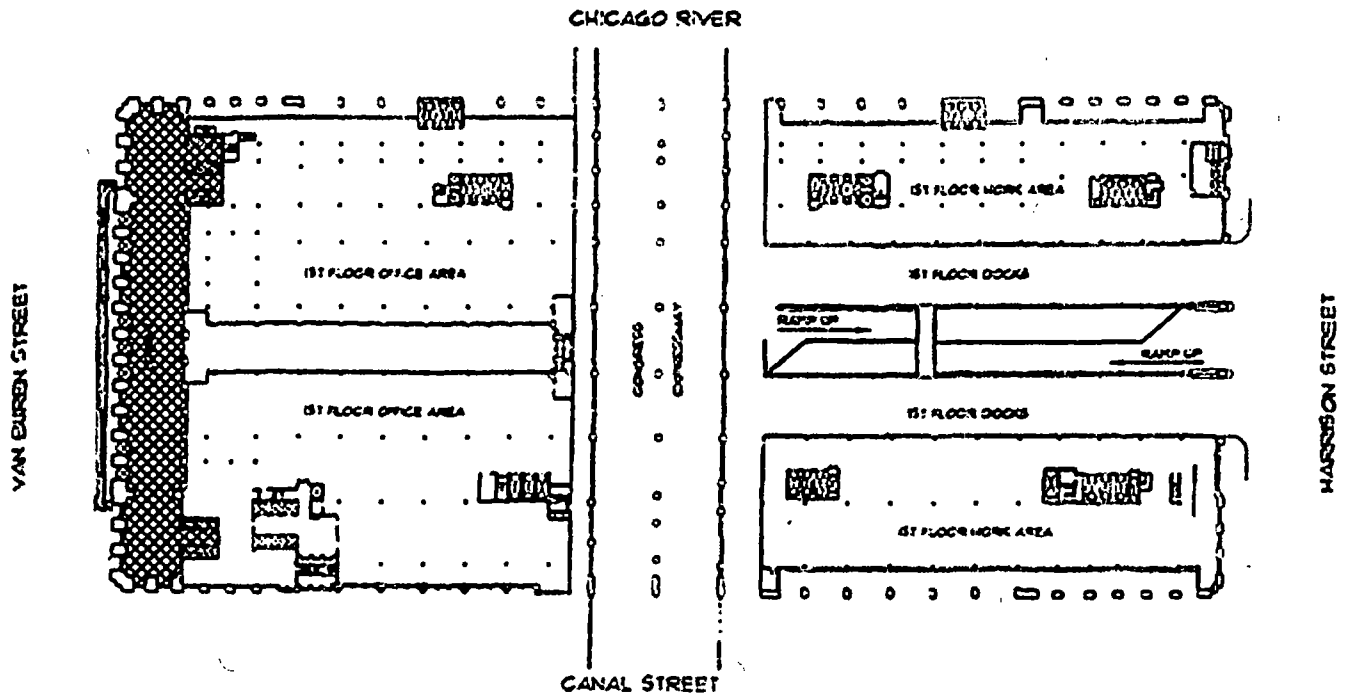 CHICAGO RIVER
1ST FLOOR WORK AREA
1ST FLOOR OFFICE AREA
1ST FLOOR DOCKS
VAN BUREN STREET
CONGRESS
EXPRESSWAY
RAMP UP
HARRISON STREET
RAMP UP
1ST FLOOR OFFICE AREA
1ST FLOOR DOCKS
1ST FLOOR WORK AREA
CANAL STREET